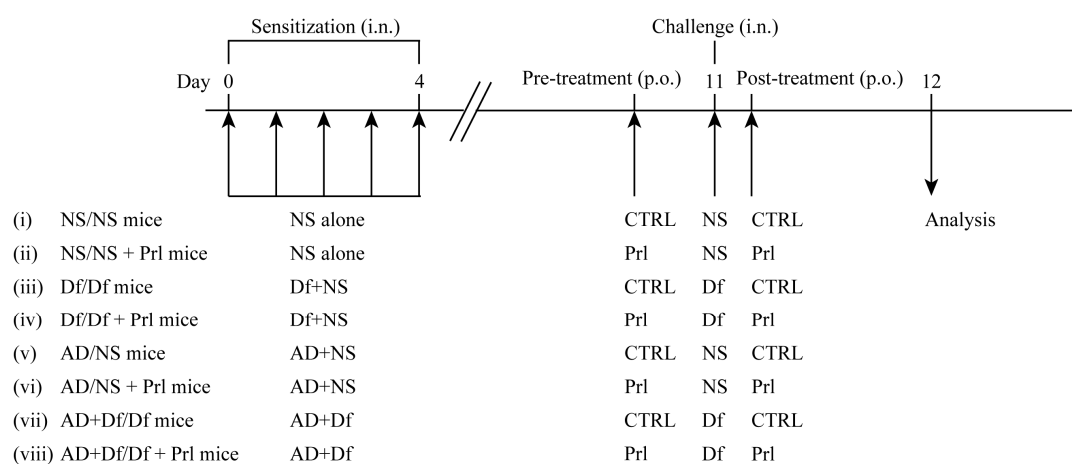 Sensitization (i.n.) Challenge (i.n.)
Day 0 4 Pre-treatment (p.o.) 11 Post-treatment (p.o.) 12
(i) NS/NS mice NS alone CTRL NS CTRL Analysis
(ii) NS/NS + Prl mice NS alone Prl NS Prl
(iii) Df/Df mice Df+NS CTRL Df CTRL
(iv) Df/Df + Prl mice Df+NS Prl Df Prl
(v) AD/NS mice AD+NS CTRL NS CTRL
(vi) AD/NS + Prl mice AD+NS Prl NS Prl
(vii) AD+Df/Df mice AD+Df CTRL Df CTRL
(viii) AD+Df/Df + Prl mice AD+Df Prl Df Prl